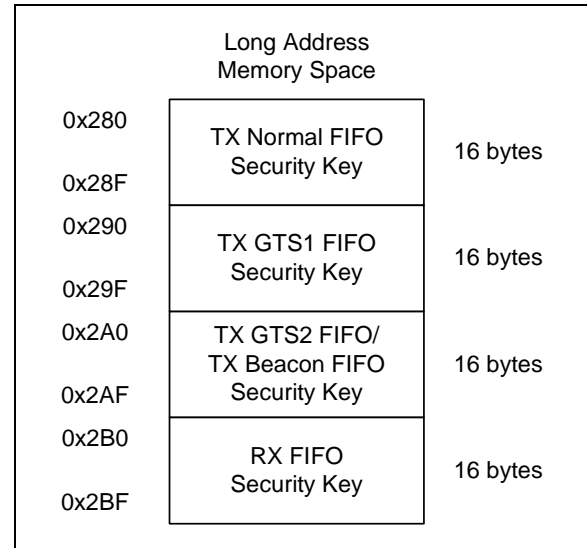 Long Address
Memory Space
0x280
TX Normal FIFO
Security Key
16 bytes
0x28F
0x290
TX GTS1 FIFO
Security Key
16 bytes
0x29F
0x2A0
TX GTS2 FIFO/
TX Beacon FIFO
Security Key
16 bytes
0x2AF
0x2B0
RX FIFO
Security Key
16 bytes
0x2BF